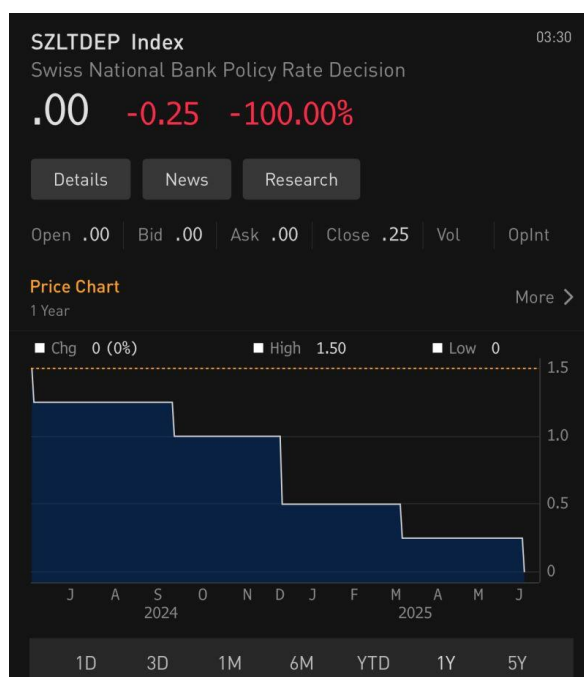 SZLTDEP Index 03:30
Swiss National Bank Policy Rate Decision
.00 -0.25 -100.00%
Details News Research
Open .00 Bid .00 Ask .00 Close .25 Vol OpInt
Price Chart
1 Year
More >
Chg 0 (0%) High 1.50 Low 0
1.5
1.0
0.5
0
J A S O N D J F M A M J
2024 2025
1D 3D 1M 6M YTD 1Y 5Y